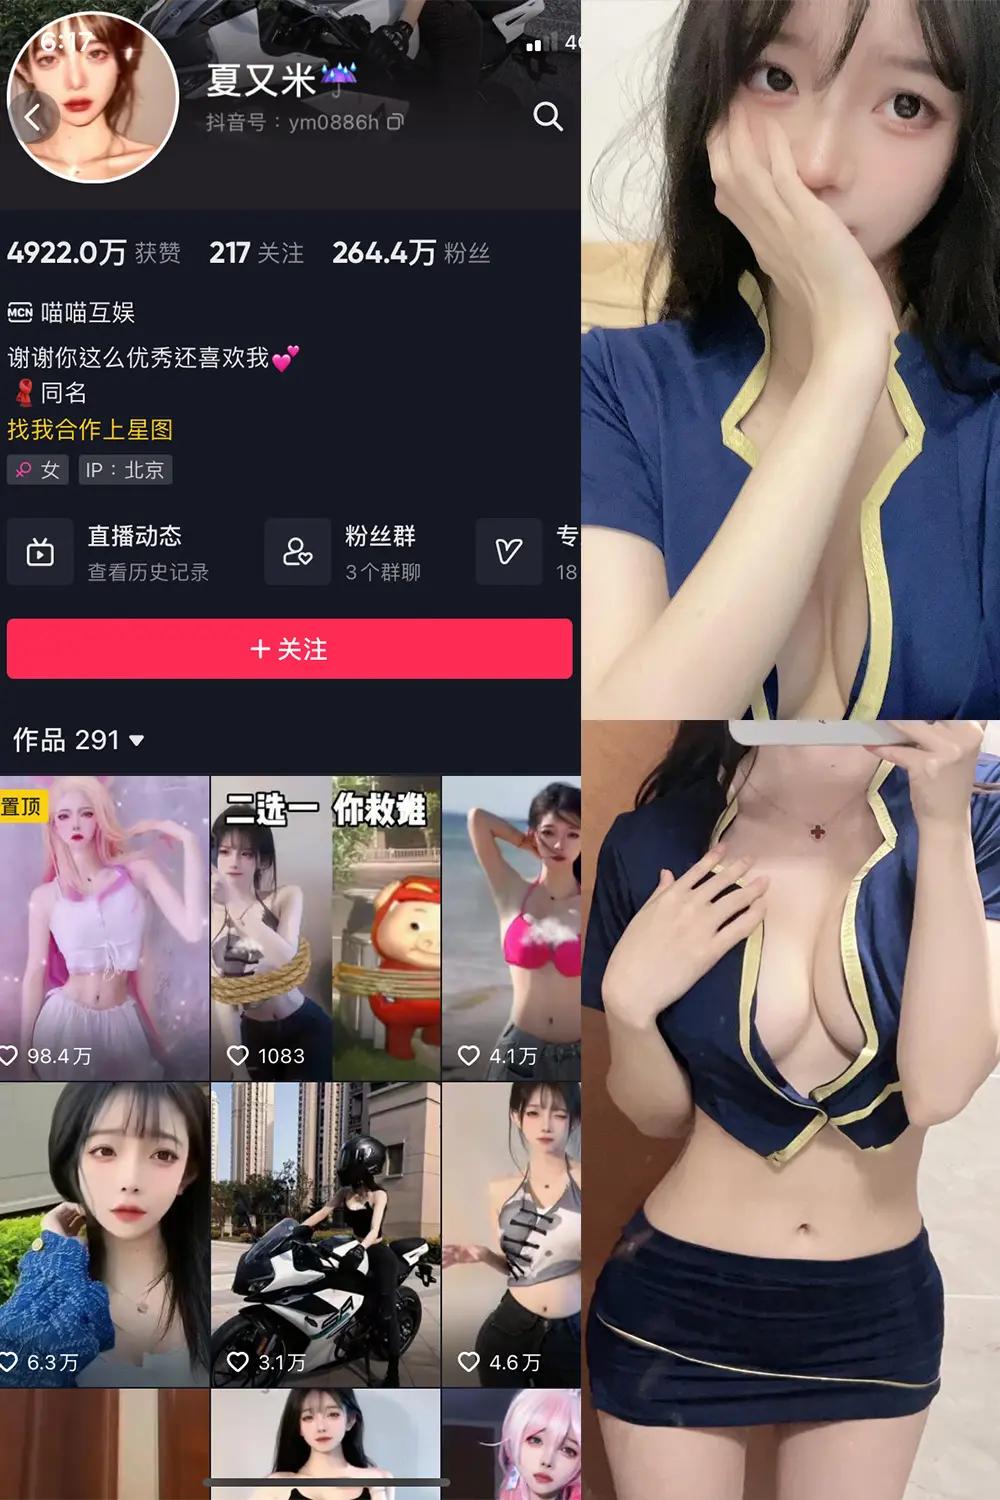 6:17
46
夏又米☔
抖音号：ym0886h
4922.0万 获赞 217 关注 264.4万 粉丝
MCN 喵喵互娱
谢谢你这么优秀还喜欢我💕
🧣同名
找我合作上星图
♀ 女 IP：北京
直播动态
查看历史记录
粉丝群
3个群聊
专
18
+ 关注
作品 291
置顶
二选一 你救谁
98.4万
1083
4.1万
6.3万
3.1万
4.6万